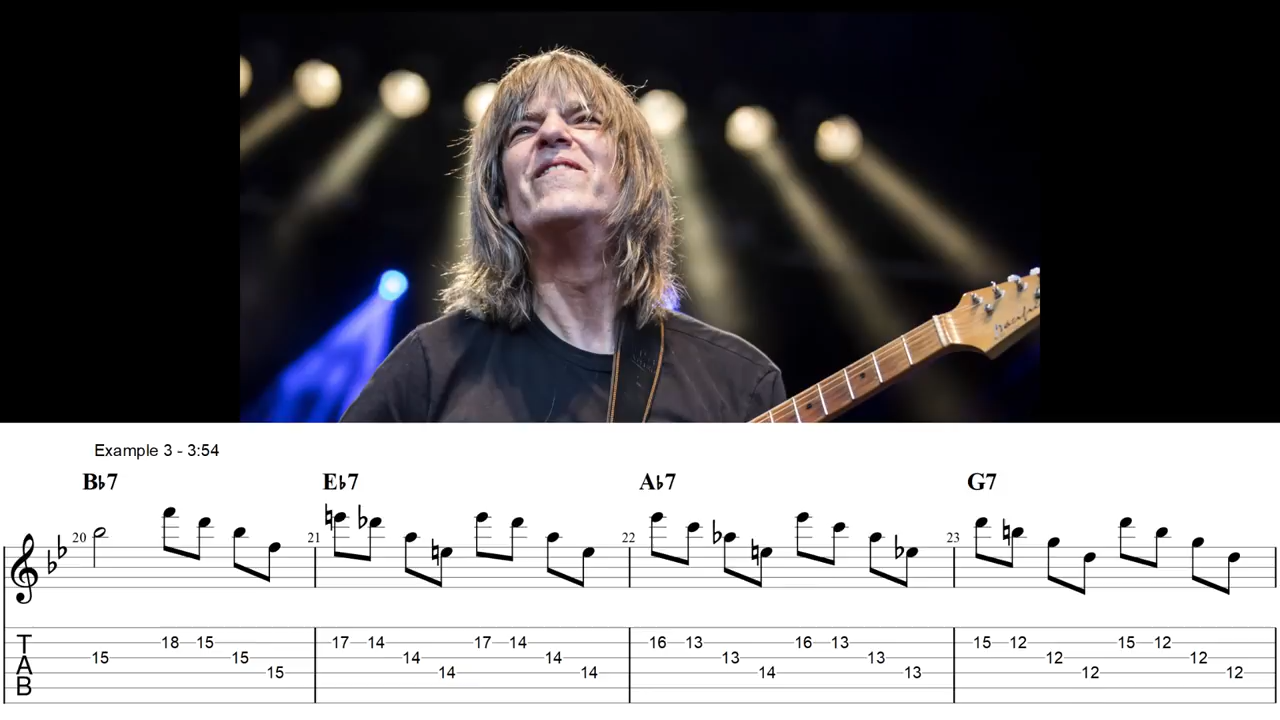 Example 3 - 3:54
B♭7 E♭7 A♭7 G7
20 21 22 23
T 18 15 17 14 17 14 16 13 16 13 15 12 15 12
A 15 15 14 14 13 13 12 12
B 15 14 14 14 13 12 12